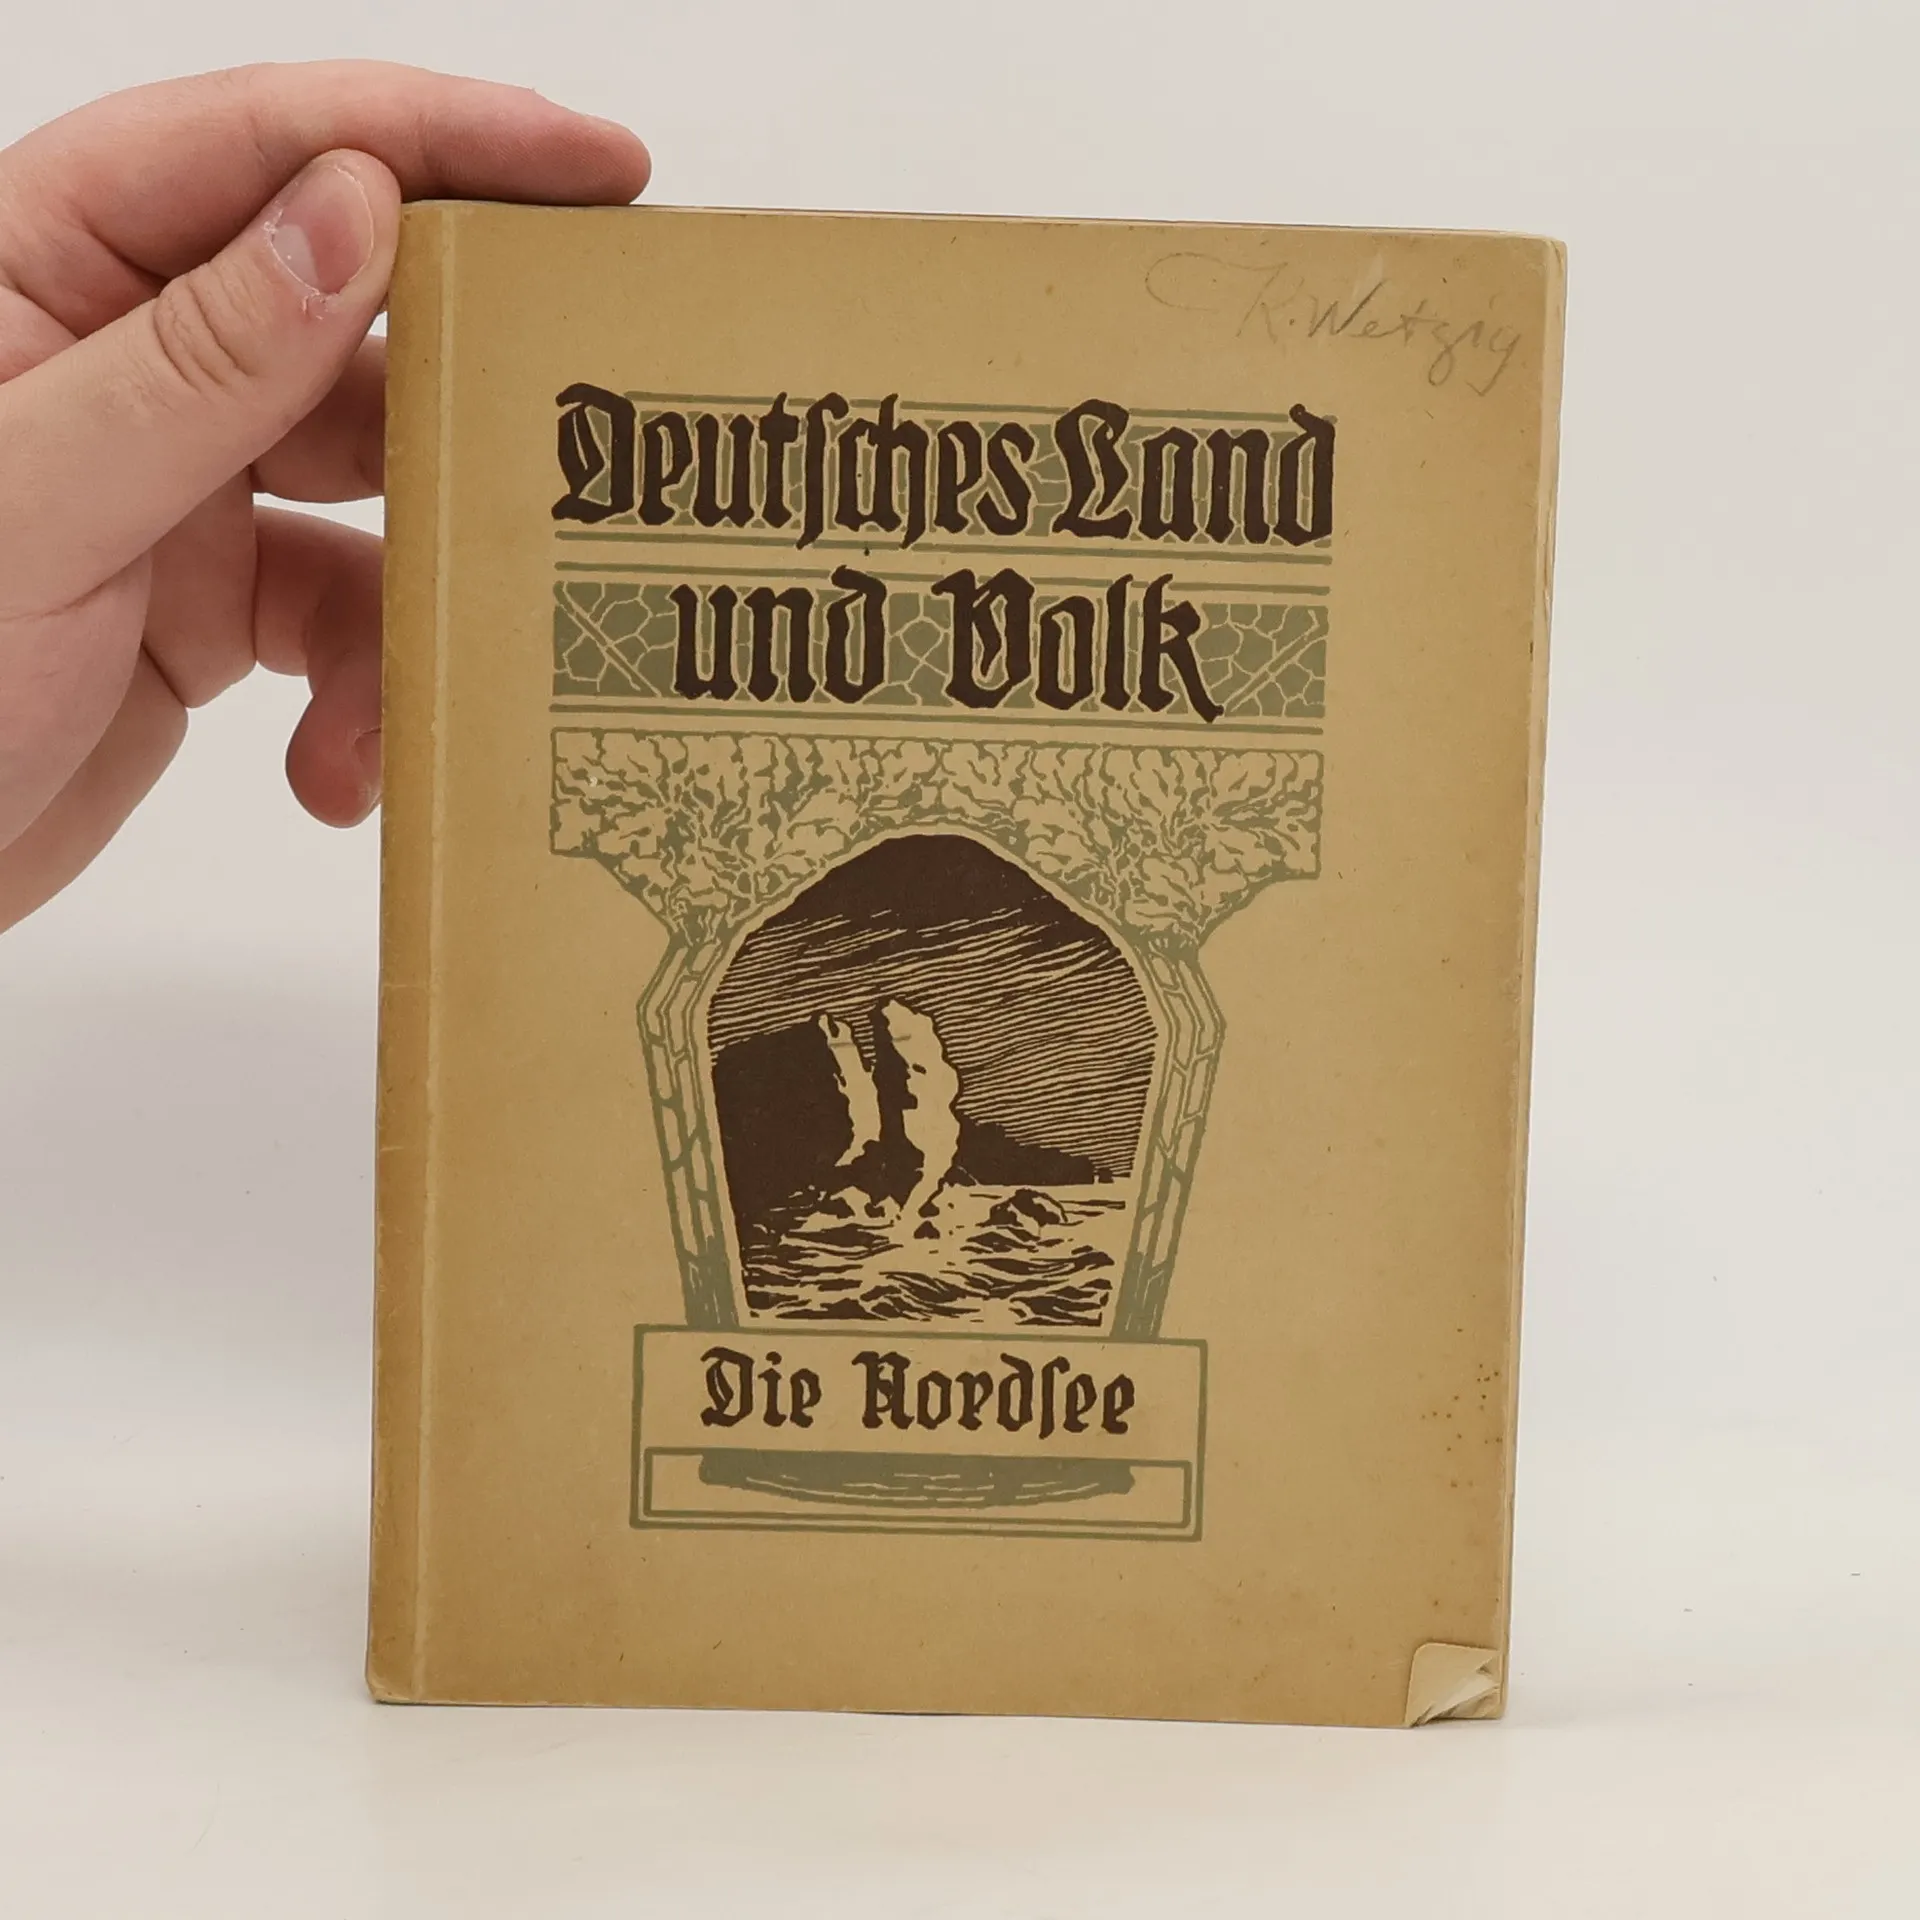 K. Wetzig
Deutſches Land
und Volk
Die Nordſee